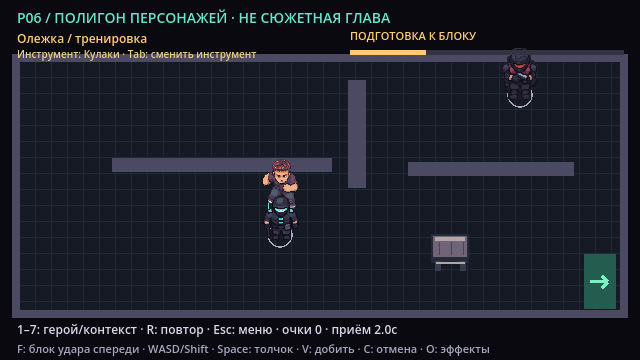 P06 / ПОЛИГОН ПЕРСОНАЖЕЙ · НЕ СЮЖЕТНАЯ ГЛАВА
Олежка / тренировка
ПОДГОТОВКА К БЛОКУ
Инструмент: Кулаки · Tab: сменить инструмент
1–7: герой/контекст · R: повтор · Esc: меню · очки 0 · приём 2.0с
F: блок удара спереди · WASD/Shift · Space: толчок · V: добить · C: отмена · O: эффекты